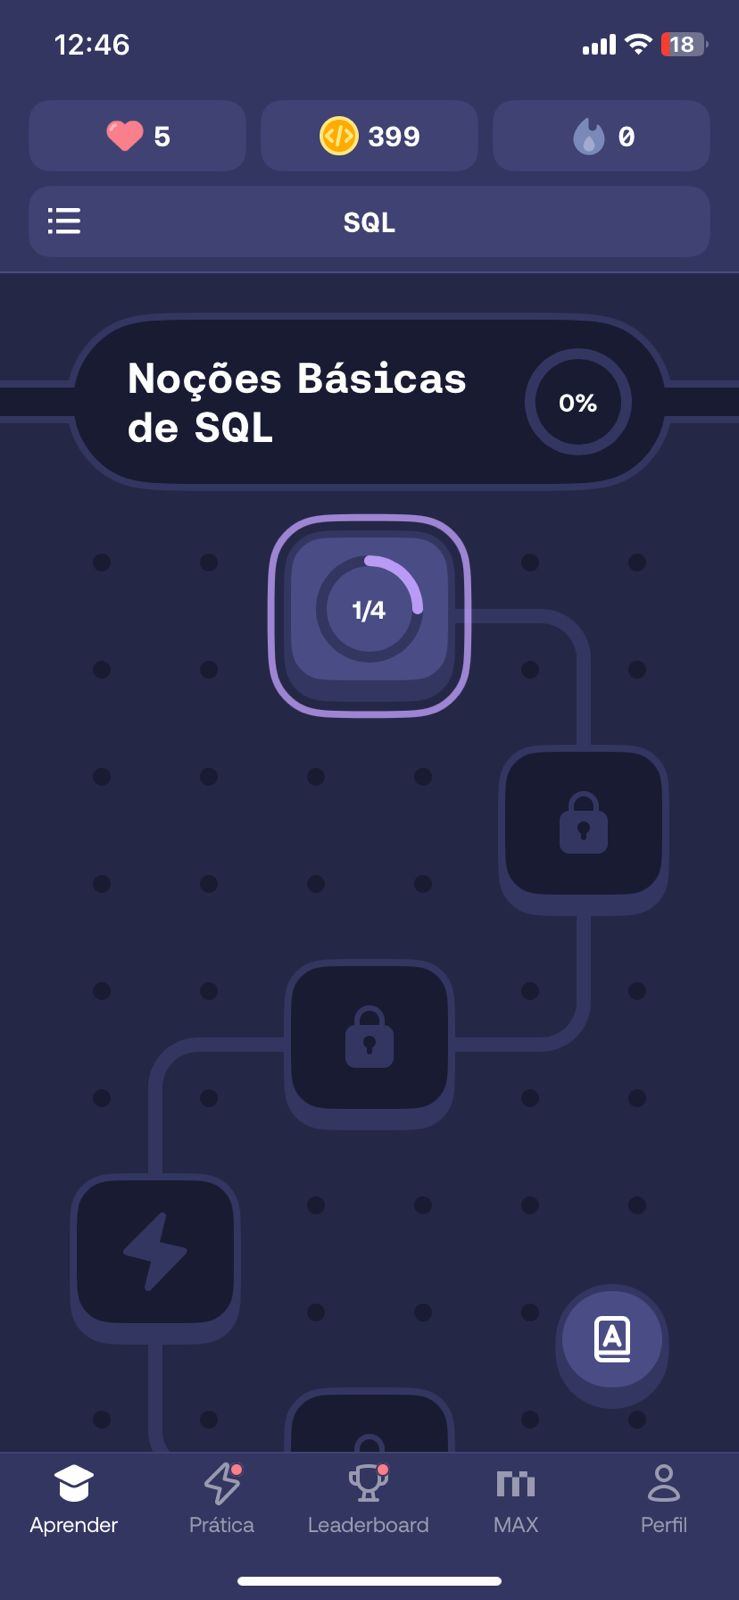 12:46
18
5
399
0
SQL
Noções Básicas
de SQL
0%
1/4
A
Aprender
Prática
Leaderboard
MAX
Perfil